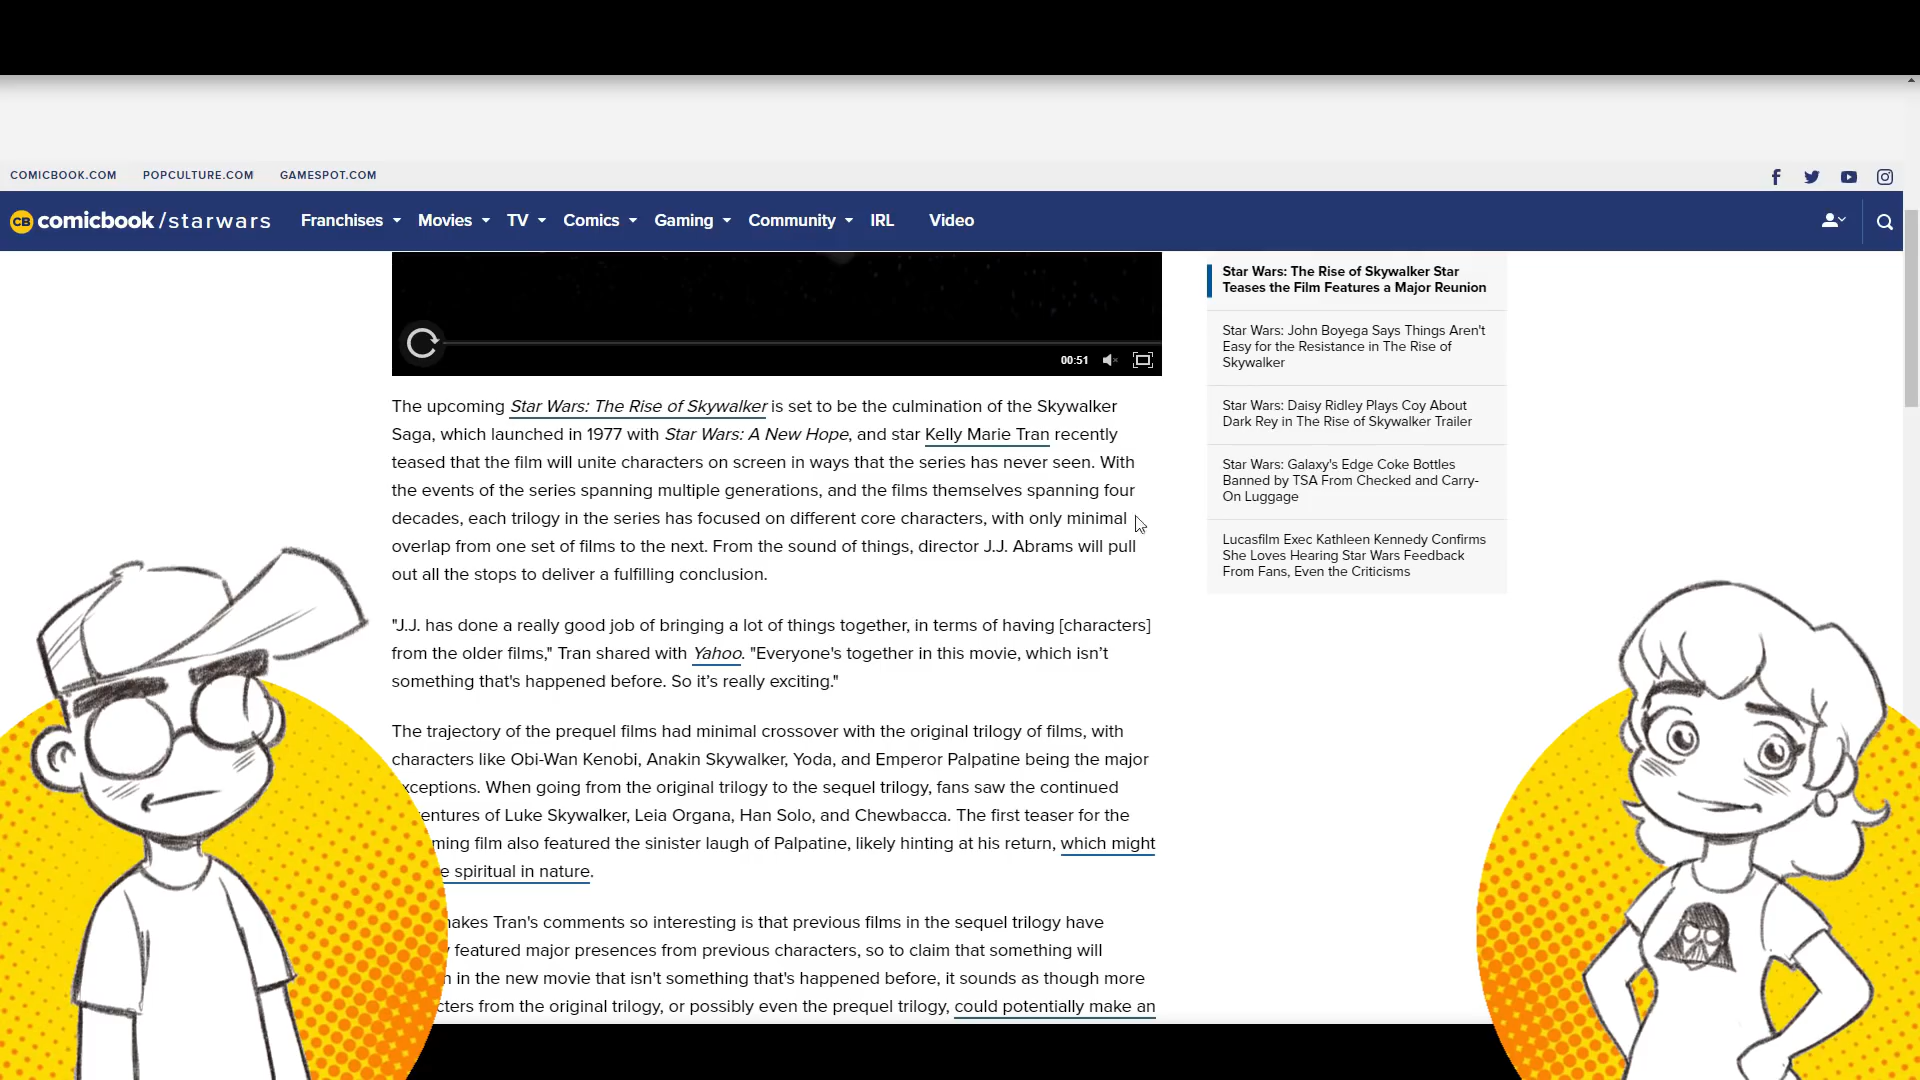 COMICBOOK.COM POPCULTURE.COM GAMESPOT.COM
CB comicbook/starwars Franchises Movies TV Comics Gaming Community IRL Video
00:51
The upcoming Star Wars: The Rise of Skywalker is set to be the culmination of the Skywalker
Saga, which launched in 1977 with Star Wars: A New Hope, and star Kelly Marie Tran recently
teased that the film will unite characters on screen in ways that the series has never seen. With
the events of the series spanning multiple generations, and the films themselves spanning four
decades, each trilogy in the series has focused on different core characters, with only minimal
overlap from one set of films to the next. From the sound of things, director J.J. Abrams will pull
out all the stops to deliver a fulfilling conclusion.
"J.J. has done a really good job of bringing a lot of things together, in terms of having [characters]
from the older films," Tran shared with Yahoo. "Everyone's together in this movie, which isn't
something that's happened before. So it's really exciting."
The trajectory of the prequel films had minimal crossover with the original trilogy of films, with
characters like Obi-Wan Kenobi, Anakin Skywalker, Yoda, and Emperor Palpatine being the major
xceptions. When going from the original trilogy to the sequel trilogy, fans saw the continued
entures of Luke Skywalker, Leia Organa, Han Solo, and Chewbacca. The first teaser for the
ming film also featured the sinister laugh of Palpatine, likely hinting at his return, which might
e spiritual in nature.
akes Tran's comments so interesting is that previous films in the sequel trilogy have
featured major presences from previous characters, so to claim that something will
in the new movie that isn't something that's happened before, it sounds as though more
cters from the original trilogy, or possibly even the prequel trilogy, could potentially make an
Star Wars: The Rise of Skywalker Star
Teases the Film Features a Major Reunion
Star Wars: John Boyega Says Things Aren't
Easy for the Resistance in The Rise of
Skywalker
Star Wars: Daisy Ridley Plays Coy About
Dark Rey in The Rise of Skywalker Trailer
Star Wars: Galaxy's Edge Coke Bottles
Banned by TSA From Checked and Carry-
On Luggage
Lucasfilm Exec Kathleen Kennedy Confirms
She Loves Hearing Star Wars Feedback
From Fans, Even the Criticisms